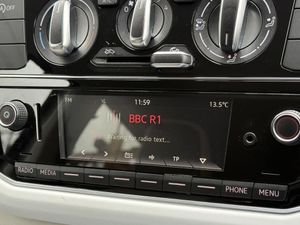 FM 11:59 13.5°C
BBC R1
Waiting for radio text...
TP
RADIO MEDIA PHONE MENU